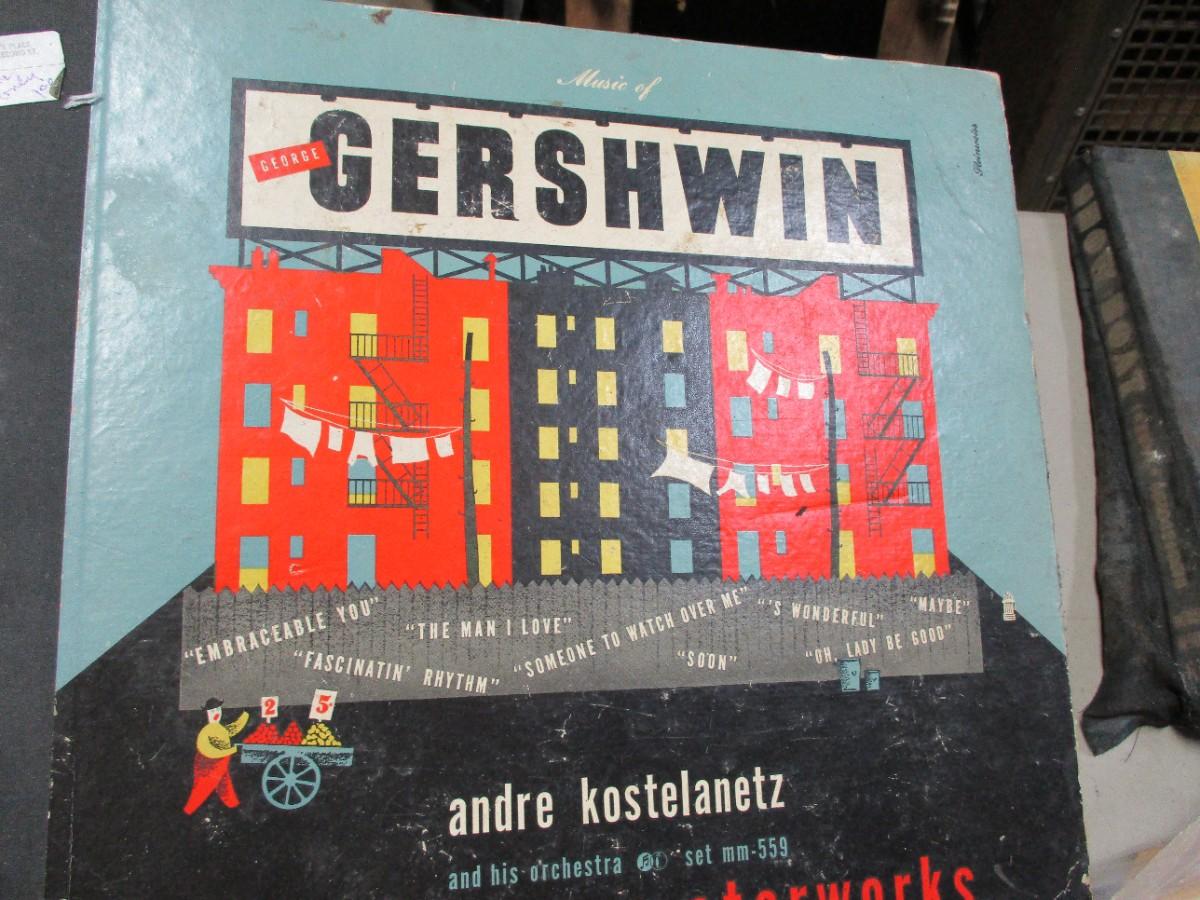 Music of
GEORGE
GERSHWIN
Steinweiss
"EMBRACEABLE YOU"
"THE MAN I LOVE"
"FASCINATIN' RHYTHM"
"SOMEONE TO WATCH OVER ME"
"'S WONDERFUL"
"MAYBE"
"SOON"
"OH, LADY BE GOOD"
2
5¢
andre kostelanetz
and his orchestra
set mm-559